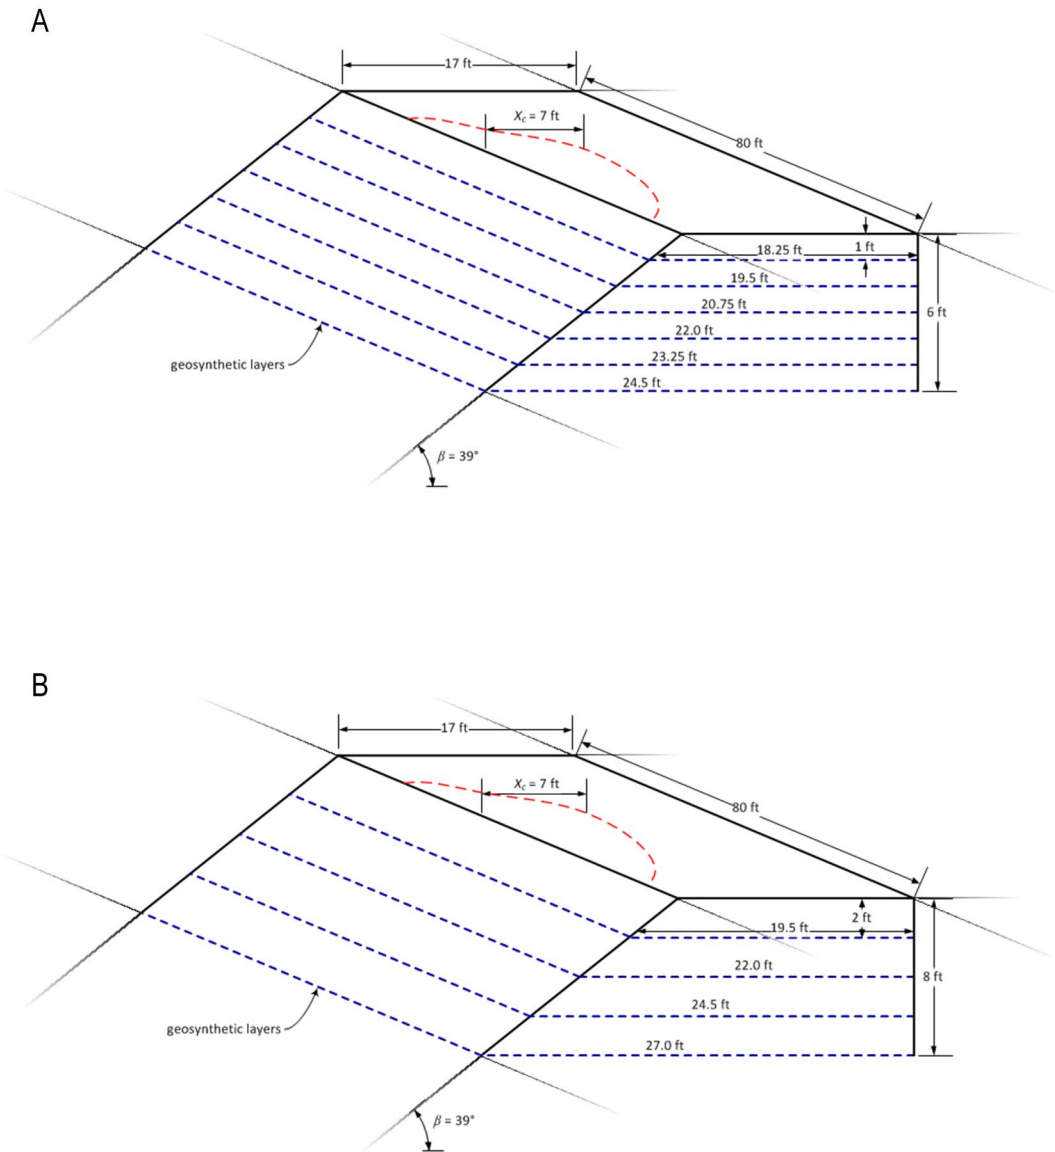 A
17 ft
X𝑐 = 7 ft
80 ft
18.25 ft
1 ft
19.5 ft
20.75 ft
6 ft
22.0 ft
23.25 ft
24.5 ft
geosynthetic layers
β = 39°
B
17 ft
X𝑐 = 7 ft
80 ft
2 ft
19.5 ft
22.0 ft
8 ft
24.5 ft
27.0 ft
geosynthetic layers
β = 39°